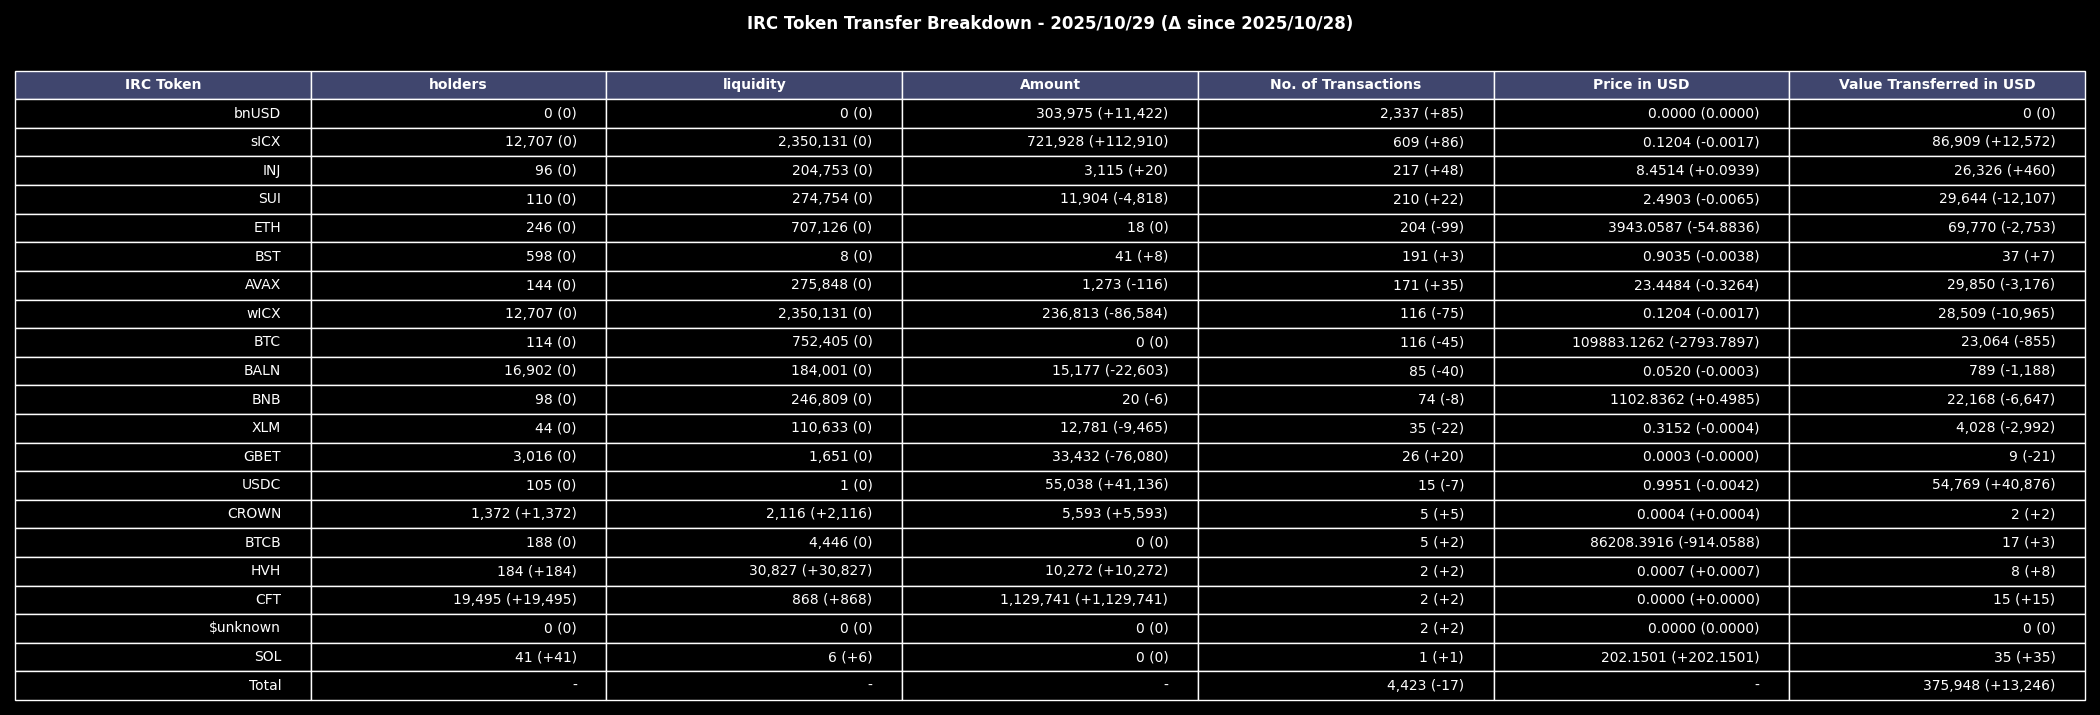 IRC Token Transfer Breakdown - 2025/10/29 (Δ since 2025/10/28)
IRC Token holders liquidity Amount No. of Transactions Price in USD Value Transferred in USD
bnUSD 0 (0) 0 (0) 303,975 (+11,422) 2,337 (+85) 0.0000 (0.0000) 0 (0)
sICX 12,707 (0) 2,350,131 (0) 721,928 (+112,910) 609 (+86) 0.1204 (-0.0017) 86,909 (+12,572)
INJ 96 (0) 204,753 (0) 3,115 (+20) 217 (+48) 8.4514 (+0.0939) 26,326 (+460)
SUI 110 (0) 274,754 (0) 11,904 (-4,818) 210 (+22) 2.4903 (-0.0065) 29,644 (-12,107)
ETH 246 (0) 707,126 (0) 18 (0) 204 (-99) 3943.0587 (-54.8836) 69,770 (-2,753)
BST 598 (0) 8 (0) 41 (+8) 191 (+3) 0.9035 (-0.0038) 37 (+7)
AVAX 144 (0) 275,848 (0) 1,273 (-116) 171 (+35) 23.4484 (-0.3264) 29,850 (-3,176)
wICX 12,707 (0) 2,350,131 (0) 236,813 (-86,584) 116 (-75) 0.1204 (-0.0017) 28,509 (-10,965)
BTC 114 (0) 752,405 (0) 0 (0) 116 (-45) 109883.1262 (-2793.7897) 23,064 (-855)
BALN 16,902 (0) 184,001 (0) 15,177 (-22,603) 85 (-40) 0.0520 (-0.0003) 789 (-1,188)
BNB 98 (0) 246,809 (0) 20 (-6) 74 (-8) 1102.8362 (+0.4985) 22,168 (-6,647)
XLM 44 (0) 110,633 (0) 12,781 (-9,465) 35 (-22) 0.3152 (-0.0004) 4,028 (-2,992)
GBET 3,016 (0) 1,651 (0) 33,432 (-76,080) 26 (+20) 0.0003 (-0.0000) 9 (-21)
USDC 105 (0) 1 (0) 55,038 (+41,136) 15 (-7) 0.9951 (-0.0042) 54,769 (+40,876)
CROWN 1,372 (+1,372) 2,116 (+2,116) 5,593 (+5,593) 5 (+5) 0.0004 (+0.0004) 2 (+2)
BTCB 188 (0) 4,446 (0) 0 (0) 5 (+2) 86208.3916 (-914.0588) 17 (+3)
HVH 184 (+184) 30,827 (+30,827) 10,272 (+10,272) 2 (+2) 0.0007 (+0.0007) 8 (+8)
CFT 19,495 (+19,495) 868 (+868) 1,129,741 (+1,129,741) 2 (+2) 0.0000 (+0.0000) 15 (+15)
$unknown 0 (0) 0 (0) 0 (0) 2 (+2) 0.0000 (0.0000) 0 (0)
SOL 41 (+41) 6 (+6) 0 (0) 1 (+1) 202.1501 (+202.1501) 35 (+35)
Total - - - 4,423 (-17) - 375,948 (+13,246)